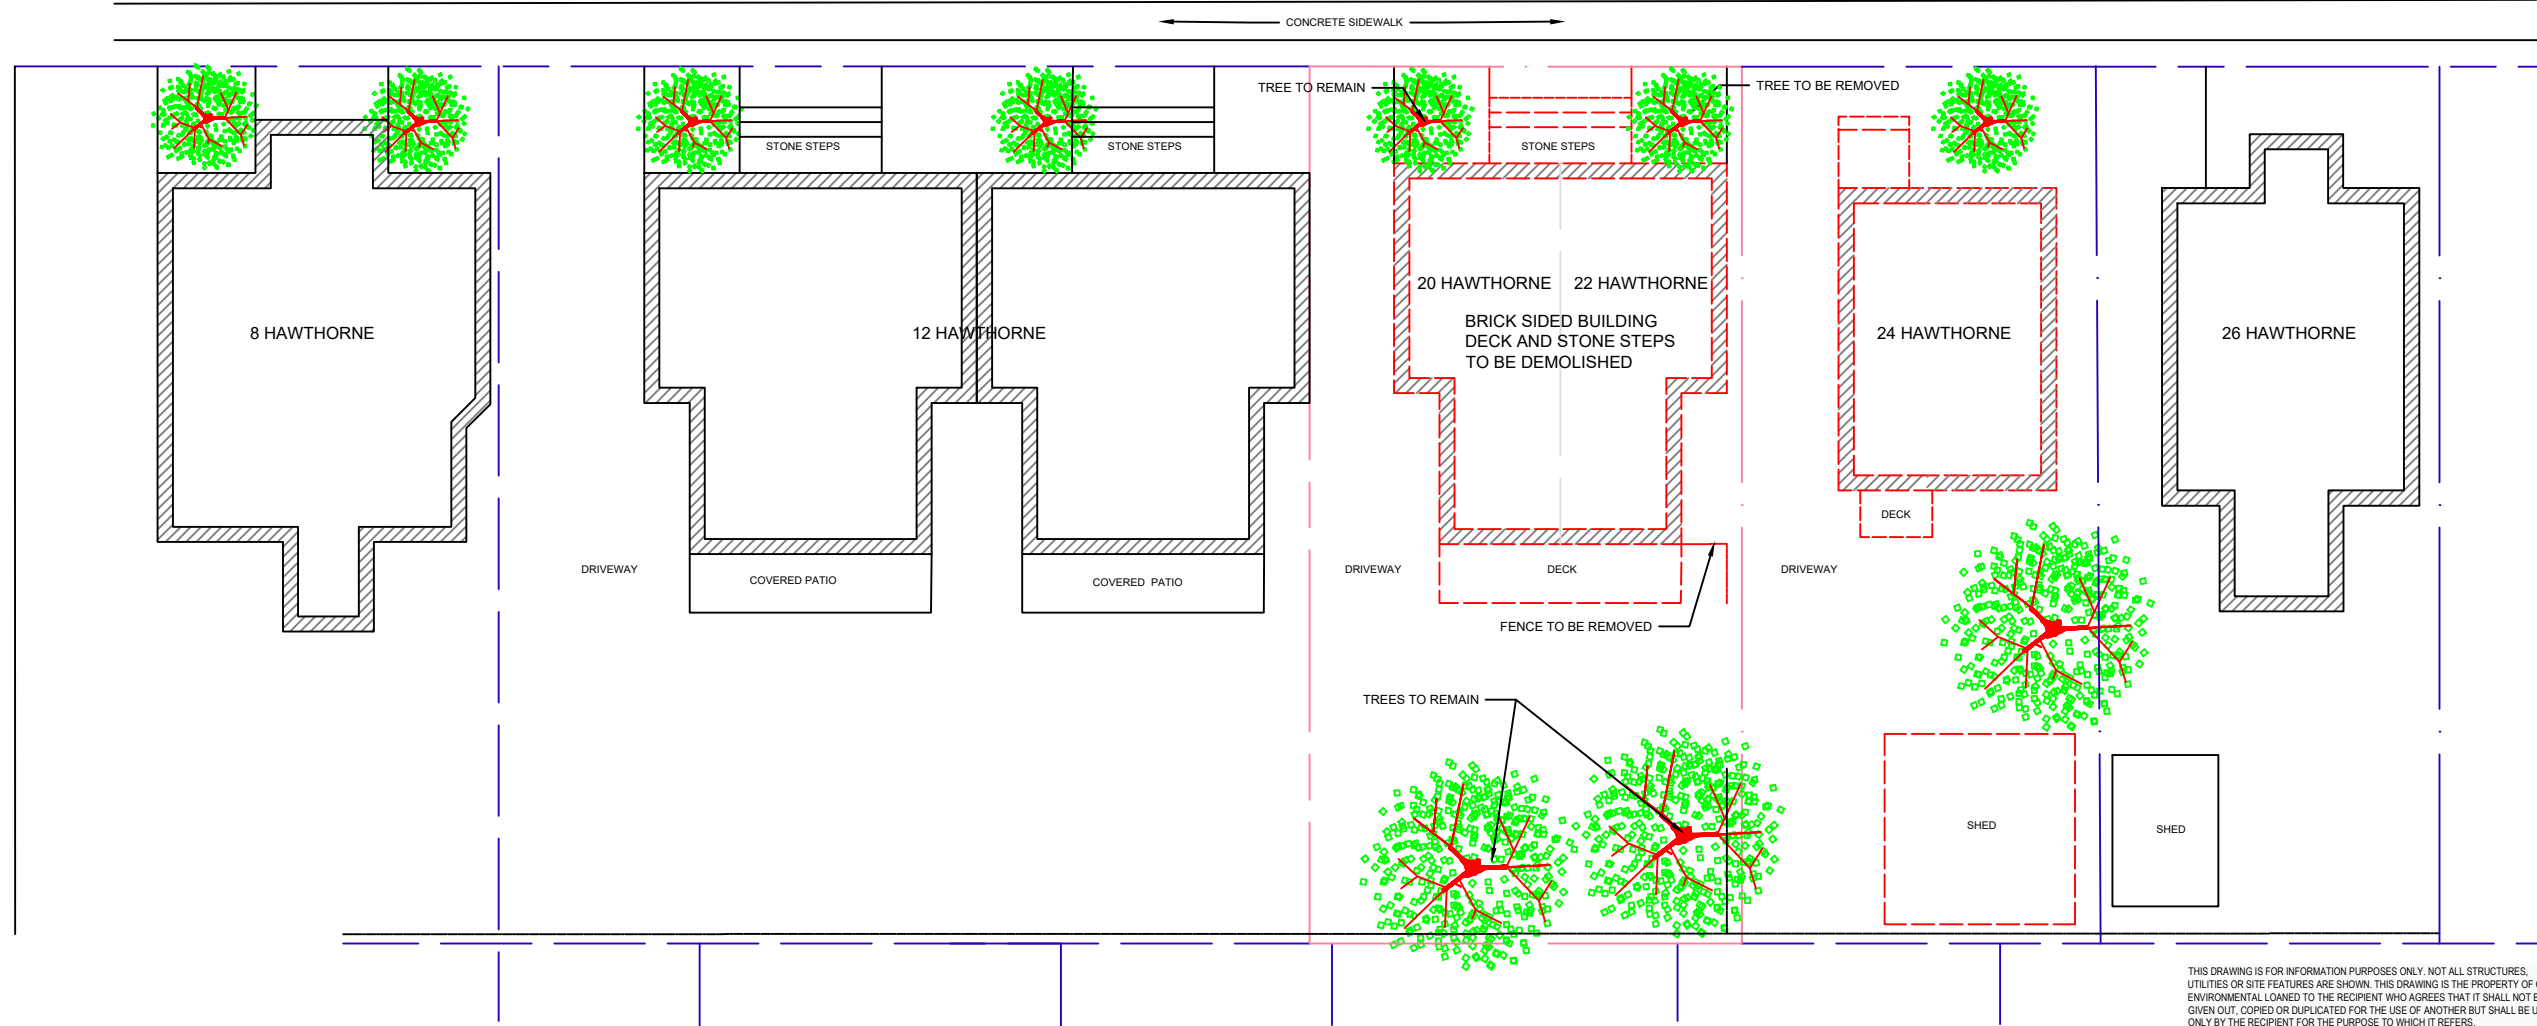 CONCRETE SIDEWALK
TREE TO REMAIN
TREE TO BE REMOVED
STONE STEPS
STONE STEPS
STONE STEPS
20 HAWTHORNE
22 HAWTHORNE
8 HAWTHORNE
12 HAWTHORNE
BRICK SIDED BUILDING
DECK AND STONE STEPS
TO BE DEMOLISHED
24 HAWTHORNE
26 HAWTHORNE
DECK
DRIVEWAY
COVERED PATIO
COVERED PATIO
DRIVEWAY
DECK
DRIVEWAY
FENCE TO BE REMOVED
TREES TO REMAIN
SHED
SHED
THIS DRAWING IS FOR INFORMATION PURPOSES ONLY. NOT ALL STRUCTURES,
UTILITIES OR SITE FEATURES ARE SHOWN. THIS DRAWING IS THE PROPERTY OF
ENVIRONMENTAL LOANED TO THE RECIPIENT WHO AGREES THAT IT SHALL NOT
GIVEN OUT, COPIED OR DUPLICATED FOR THE USE OF ANOTHER BUT SHALL BE
ONLY BY THE RECIPIENT FOR THE PURPOSE TO WHICH IT REFERS.